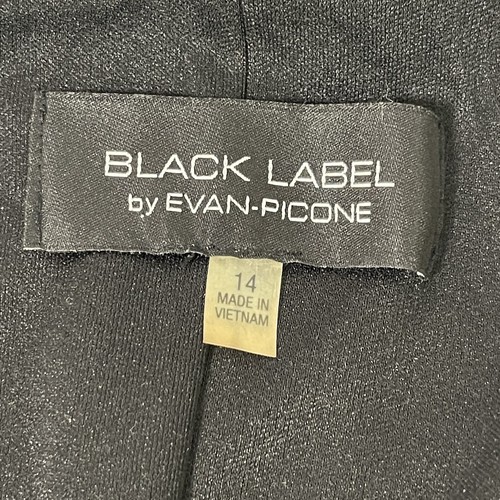 BLACK LABEL
by EVAN-PICONE
14
MADE IN
VIETNAM